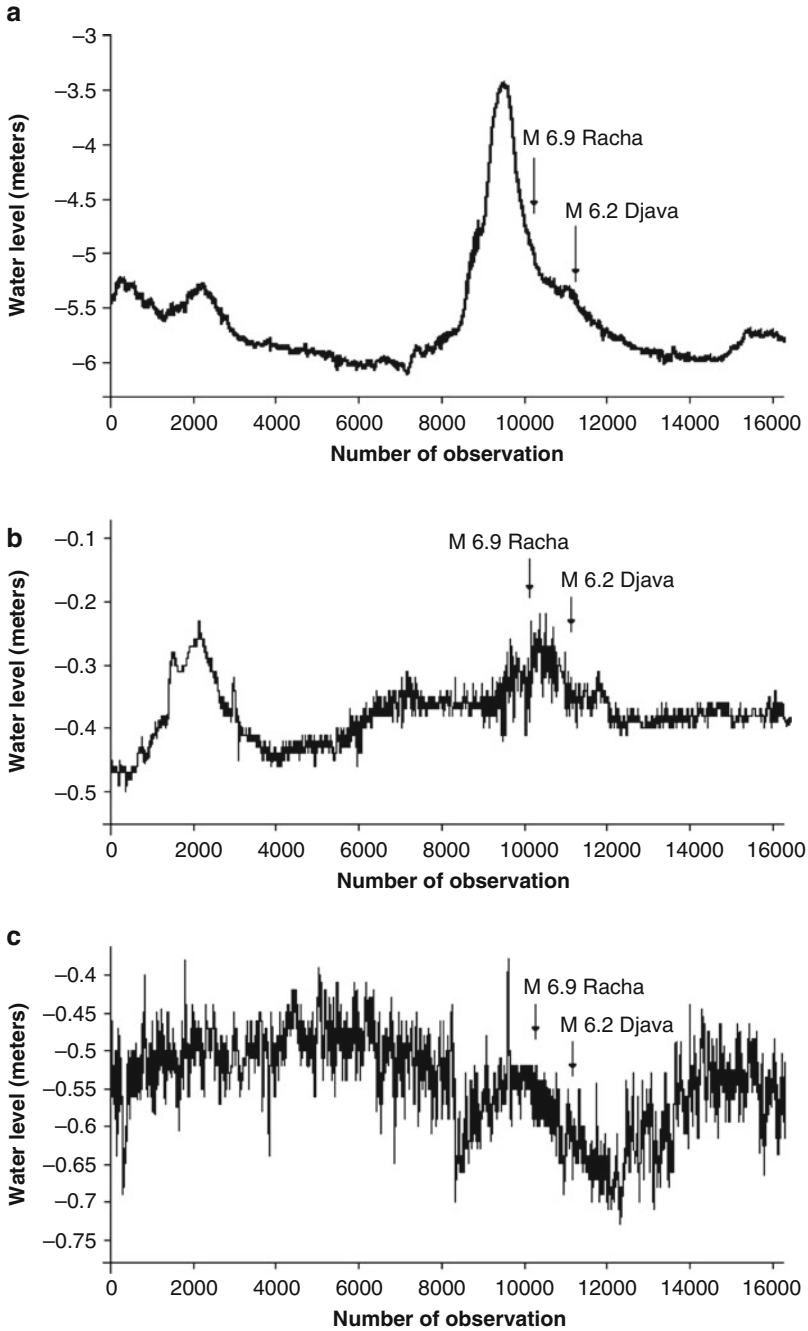 a
−3
−3.5
−4
−4.5
−5
−5.5
−6
Water level (meters)
M 6.9 Racha
M 6.2 Djava
0 2000 4000 6000 8000 10000 12000 14000 16000
Number of observation
b
−0.1
−0.2
−0.3
−0.4
−0.5
Water level (meters)
M 6.9 Racha
M 6.2 Djava
0 2000 4000 6000 8000 10000 12000 14000 16000
Number of observation
c
−0.4
−0.45
−0.5
−0.55
−0.6
−0.65
−0.7
−0.75
Water level (meters)
M 6.9 Racha
M 6.2 Djava
0 2000 4000 6000 8000 10000 12000 14000 16000
Number of observation